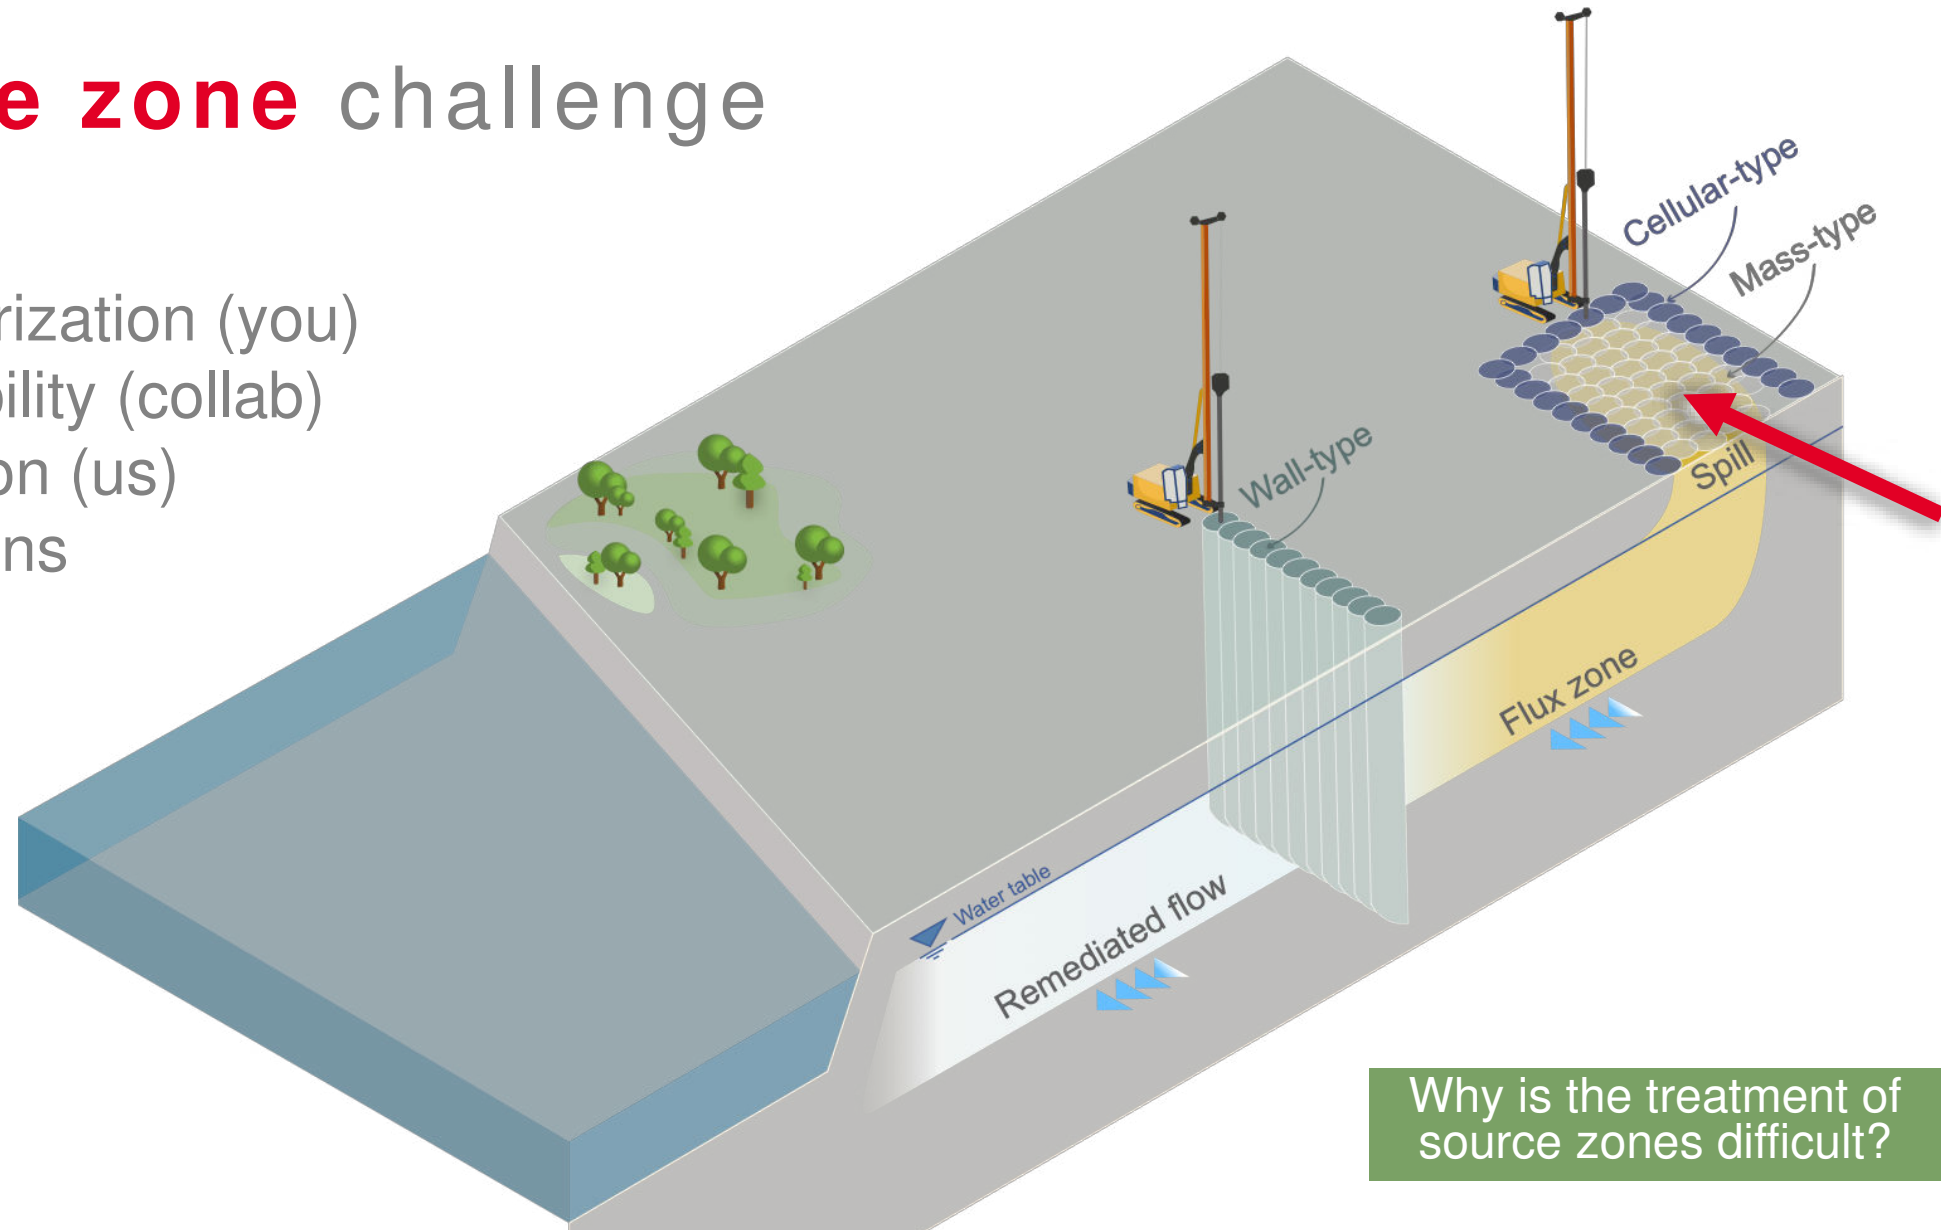 e zone challenge
rization (you)
bility (collab)
on (us)
ns
Cellular-type
Mass-type
Wall-type
Spill
Flux zone
Water table
Remediated flow
Why is the treatment of
source zones difficult?